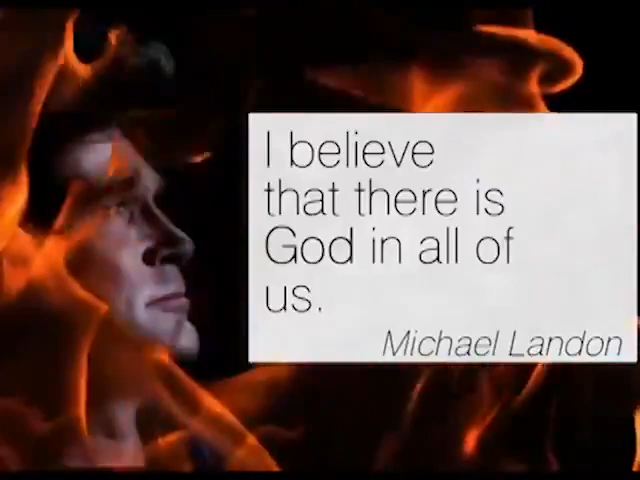 I believe
that there is
God in all of
us.
Michael Landon